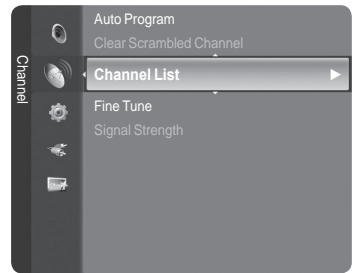 Channel
Auto Program
Clear Scrambled Channel
Channel List
Fine Tune
Signal Strength